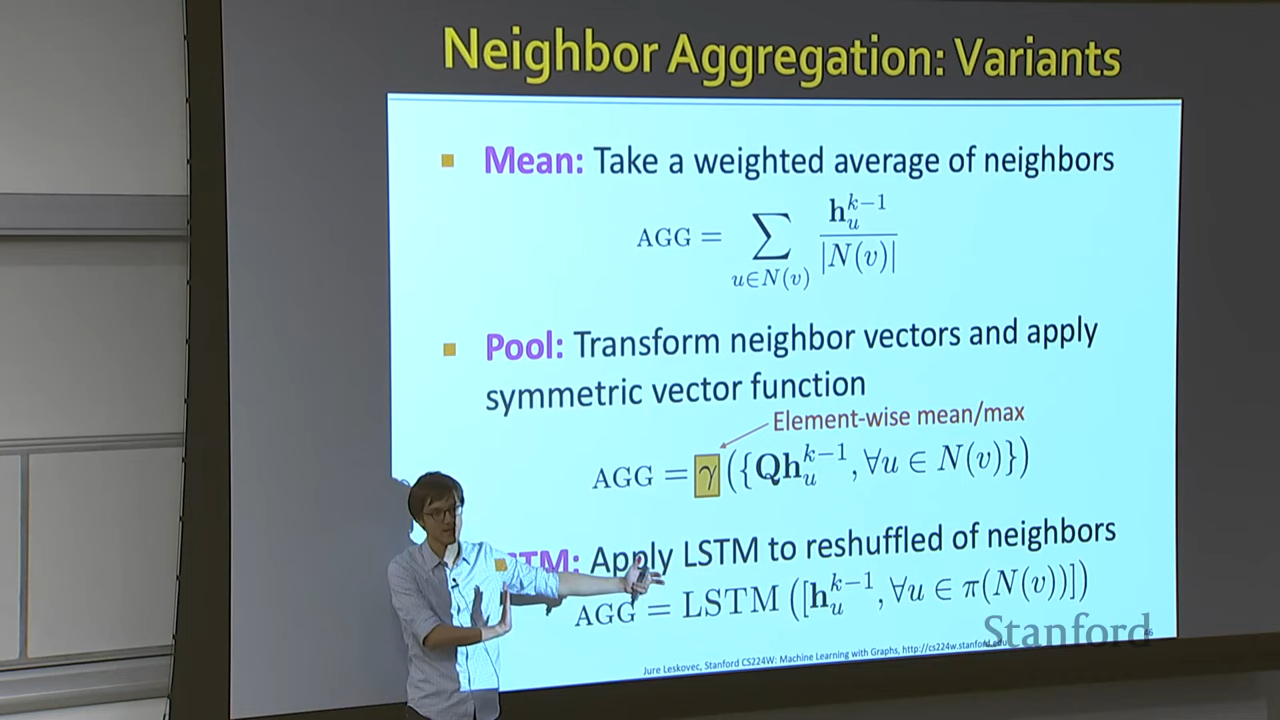 Neighbor Aggregation: Variants
Mean: Take a weighted average of neighbors
AGG = ∑_{u∈N(v)} h_u^{k−1} / |N(v)|
Pool: Transform neighbor vectors and apply
symmetric vector function
Element-wise mean/max
AGG = γ({Qh_u^{k−1}, ∀u ∈ N(v)})
STM: Apply LSTM to reshuffled of neighbors
AGG = LSTM([h_u^{k−1}, ∀u ∈ π(N(v))])
Stanford
Jure Leskovec, Stanford CS224W: Machine Learning with Graphs, http://cs224w.stanford.edu